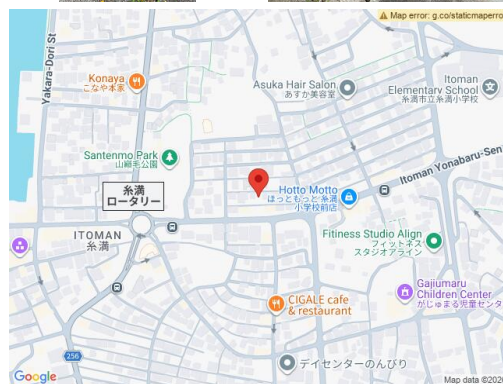 Map error: g.co/staticmaperro
Yakara-Dori St
Konaya
こなや本家
Asuka Hair Salon
あすか美容室
Itoman
Elementary School
糸満市立糸満小学校
Santenmo Park
山巓毛公園
糸満
ロータリー
Hotto Motto
ほっともっと 糸満
小学校前店
Itoman Yonabaru-Sen
ITOMAN
糸満
Fitiness Studio Align
フィットネス
スタジオアライン
Gajiumaru
Children Center
がじゅまる児童センタ
CIGALE cafe
& restaurant
256
デイセンターのんびり
Google
Map data ©202